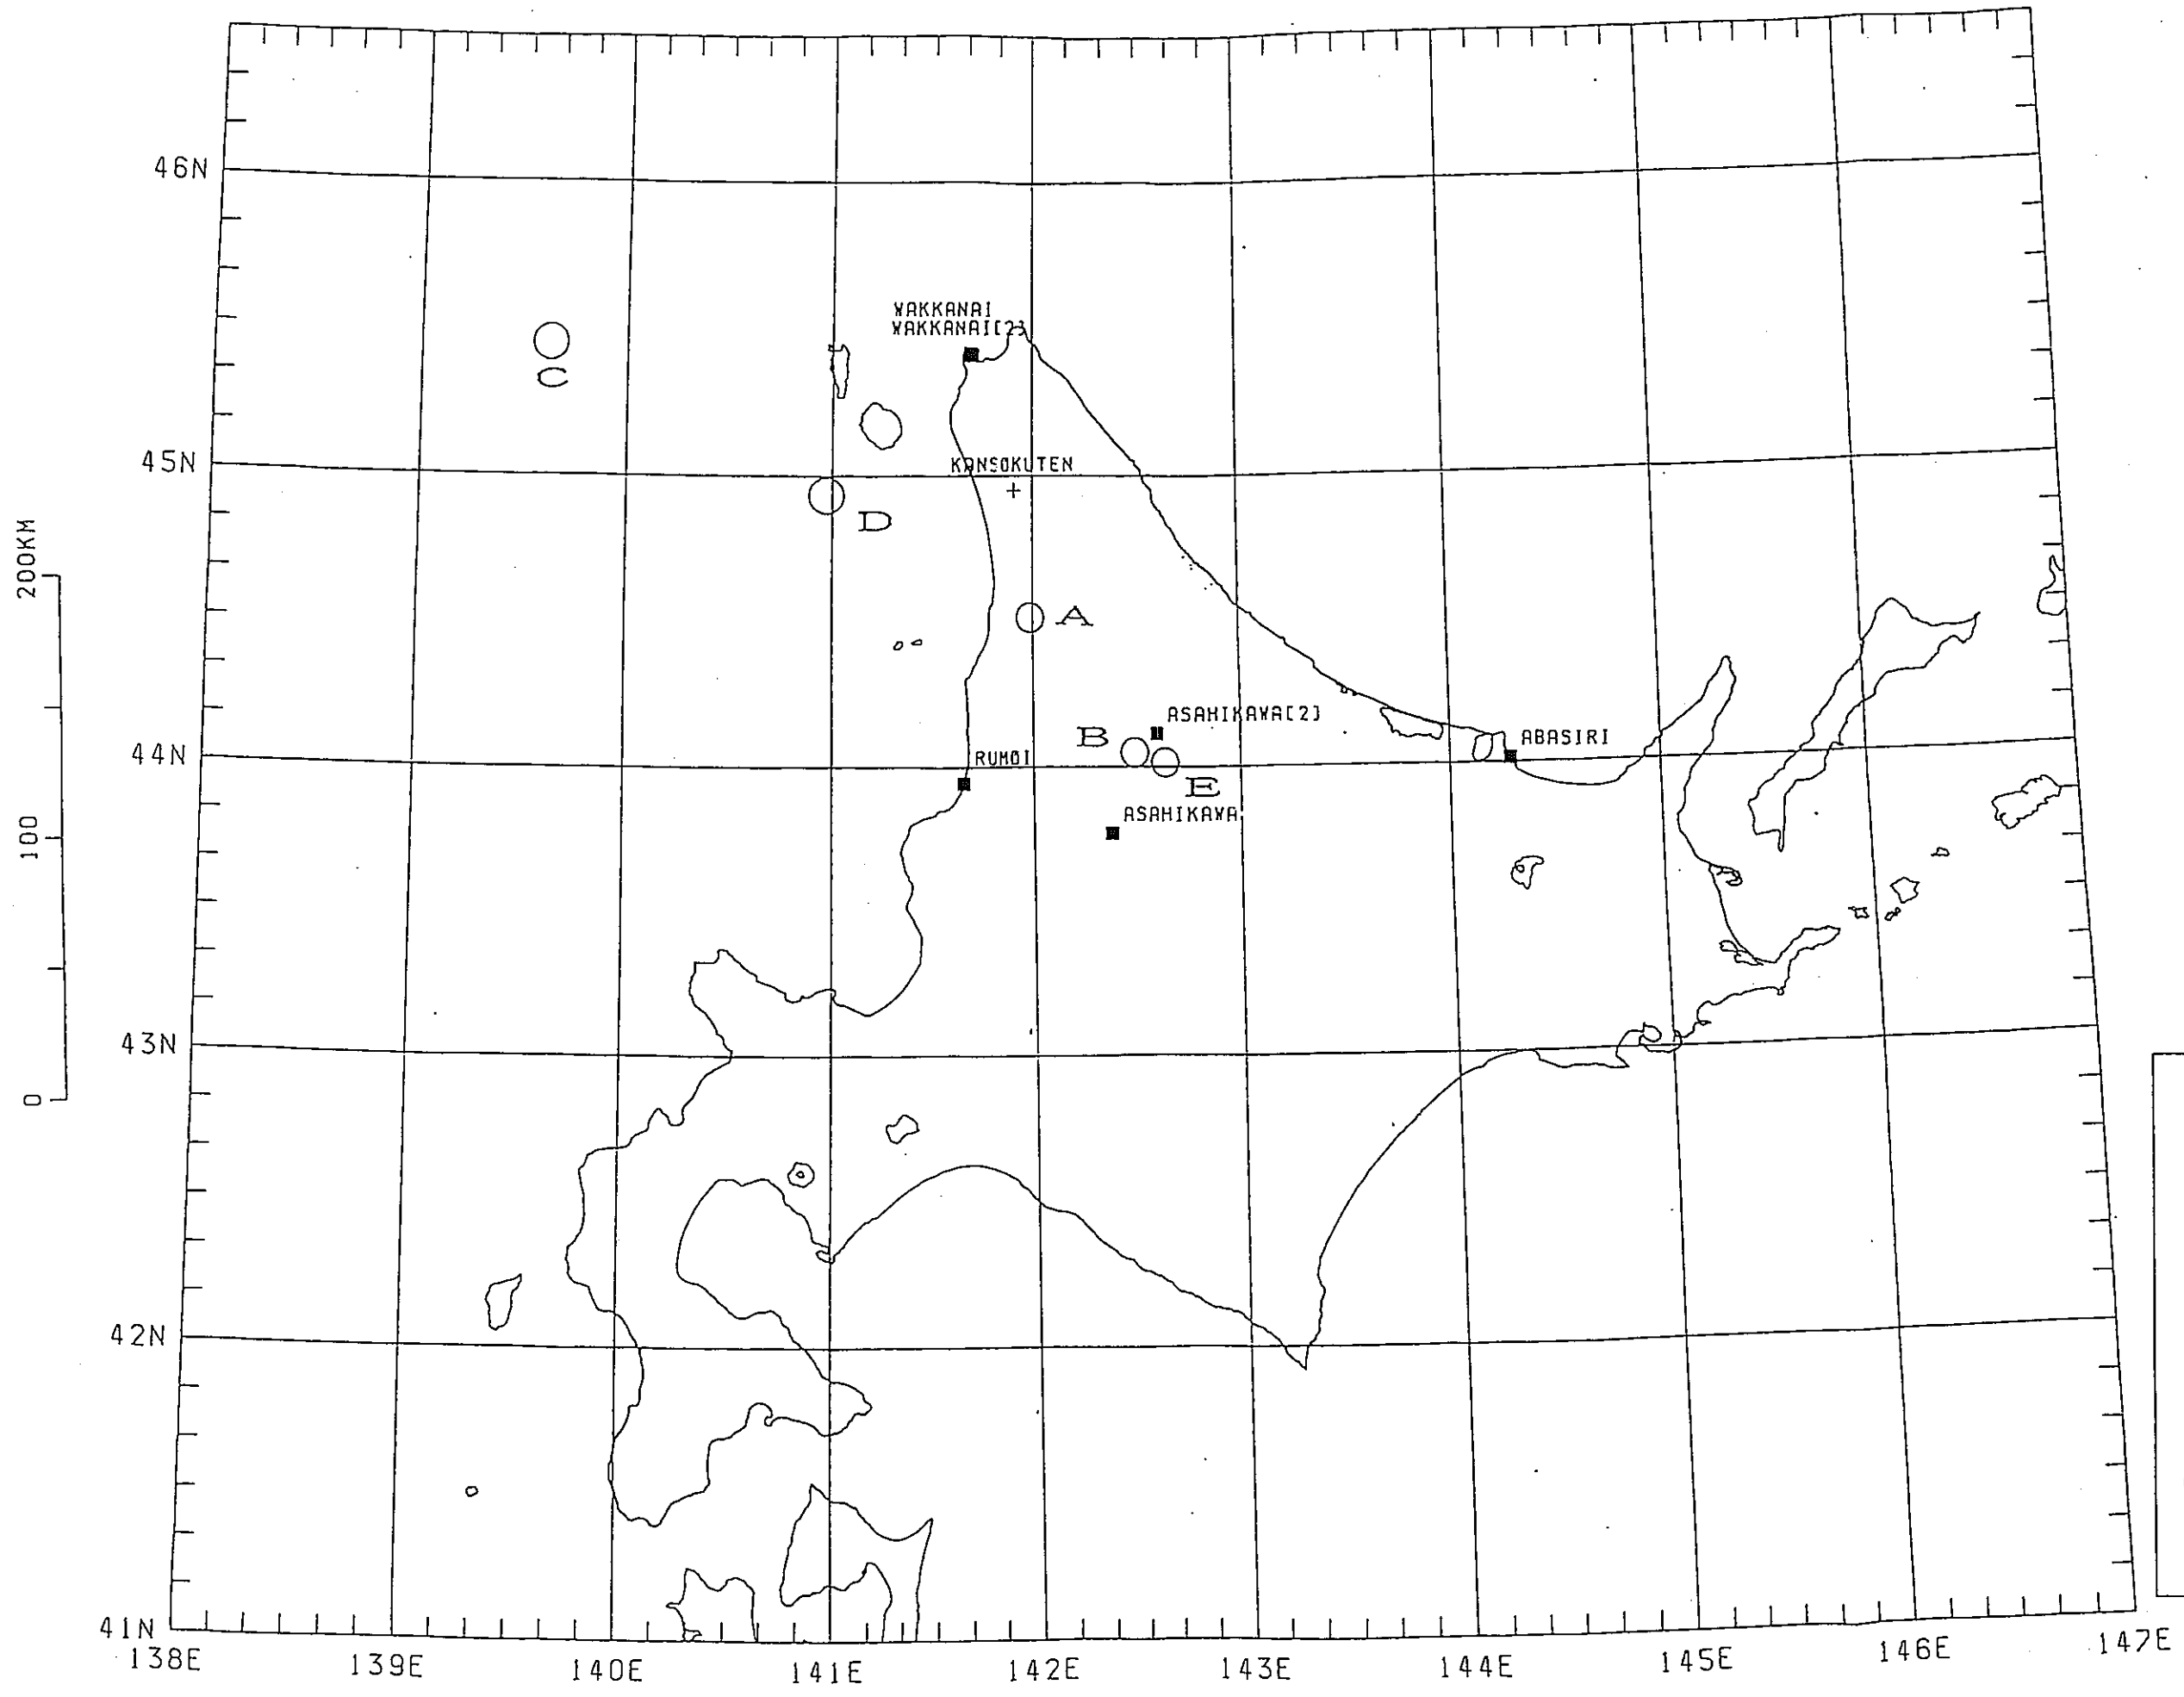 46N
WAKKANAI
WAKKANAI[2]
C
45N
KANSOKUTEN
D
200KM
A
ASAHIKAWA[2]
B
ABASIRI
44N
RUMOI
E
ASAHIKAWA
100
43N
0
42N
41N
138E
139E
140E
141E
142E
143E
144E
145E
146E
147E